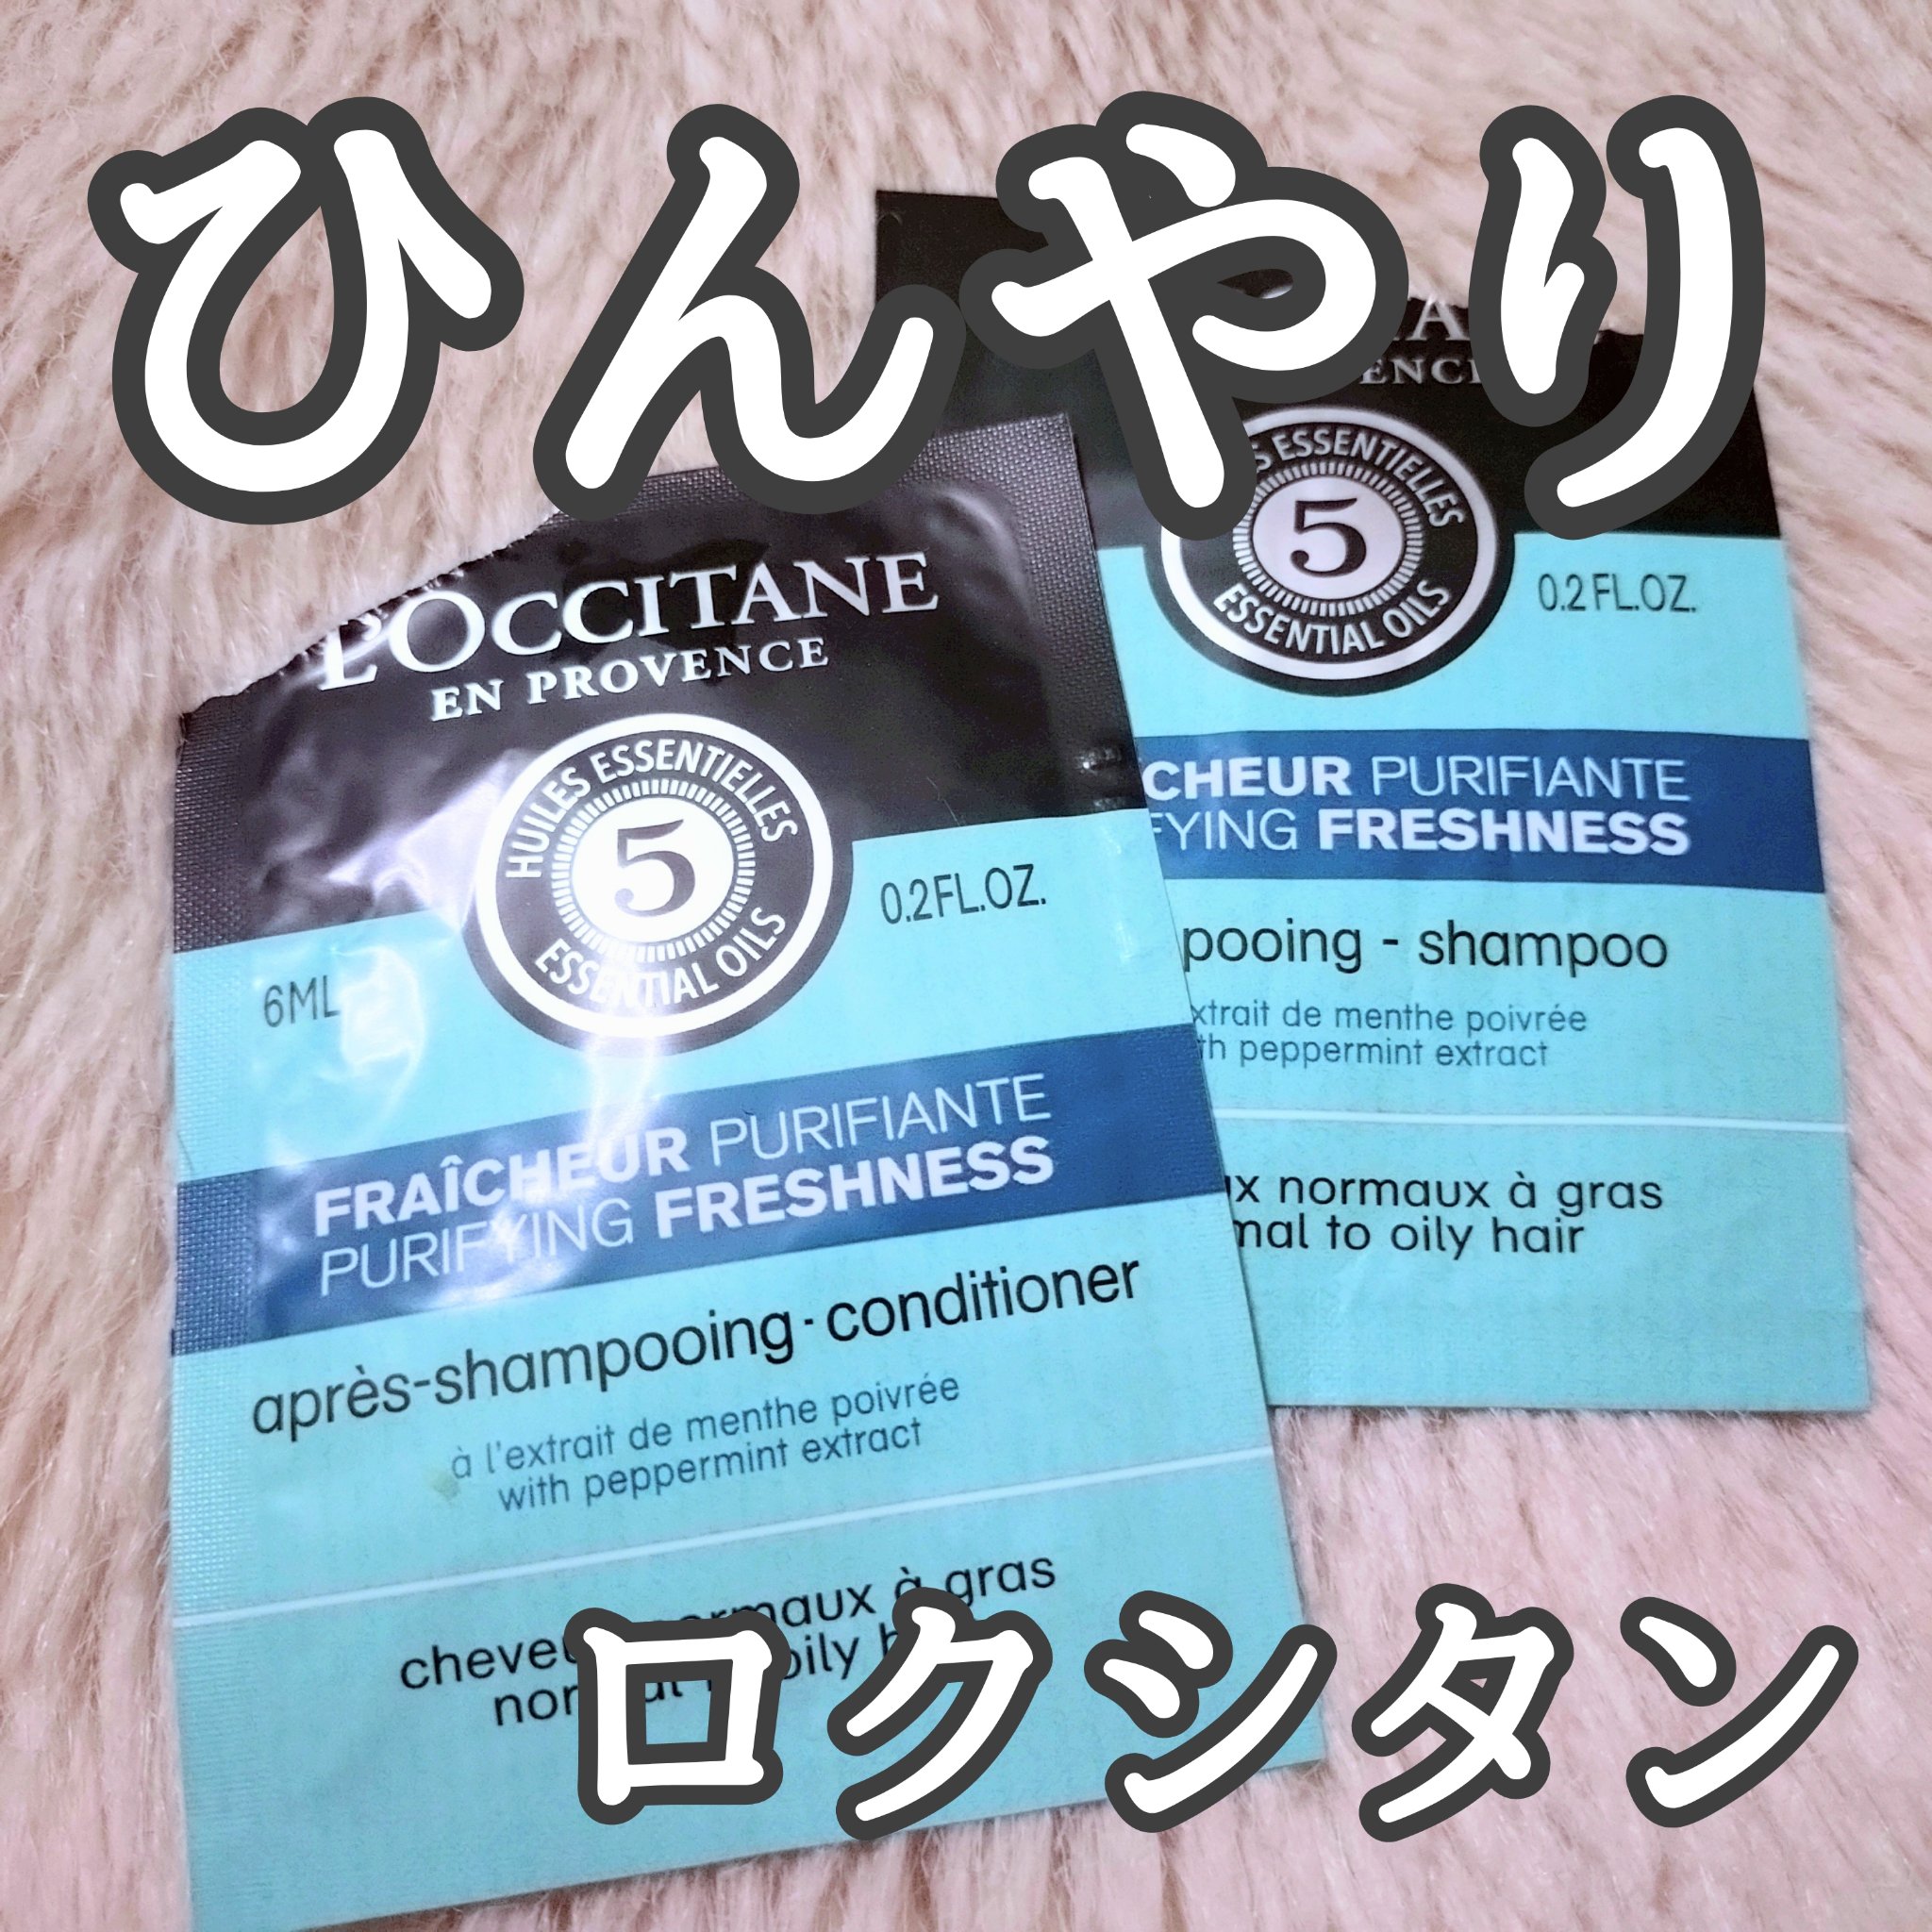 ひんやり
L'OCCITANE
EN PROVENCE
HUILES ESSENTIELLES
5
ESSENTIAL OILS
6ML
0.2FL.OZ.
FRAÎCHEUR PURIFIANTE
PURIFYING FRESHNESS
après-shampooing·conditioner
à l'extrait de menthe poivrée
with peppermint extract
à gras
ESSENTIELLES
5
ESSENTIAL OILS
0.2 FL.OZ.
CHEUR PURIFIANTE
FYING FRESHNESS
pooing - shampoo
xtrait de menthe poivrée
th peppermint extract
x normaux à gras
mal to oily hair
ロクシタン